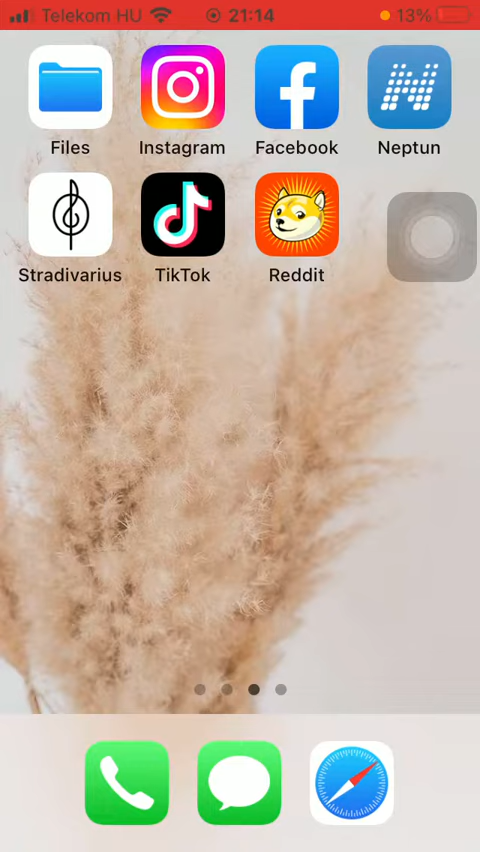 Telekom HU 21:14 13%
Files Instagram Facebook Neptun
Stradivarius TikTok Reddit